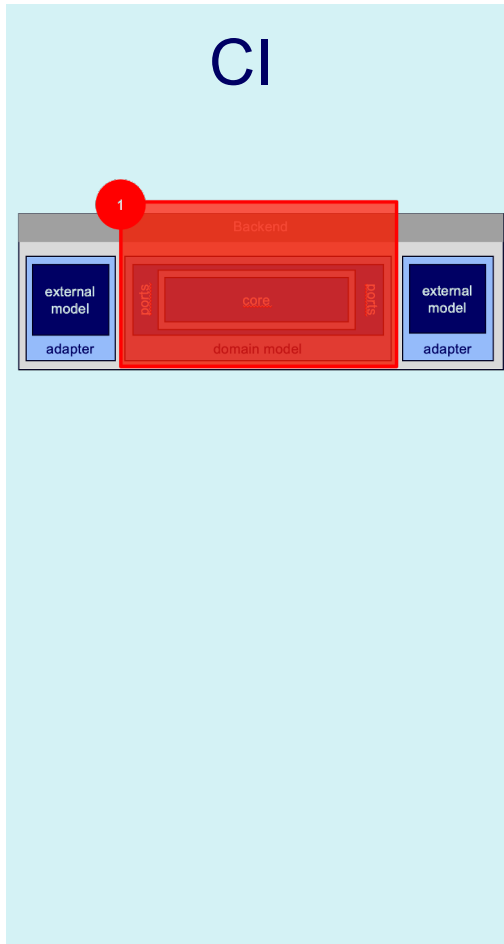 CI
1
Backend
external
model
adapter
ports
core
ports
domain model
external
model
adapter